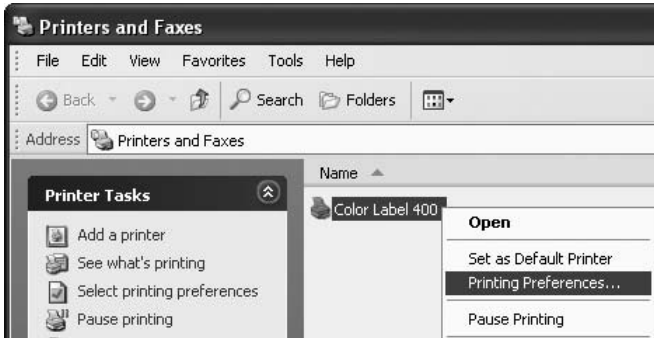 Printers and Faxes
File Edit View Favorites Tools Help
Back Search Folders
Address Printers and Faxes
Name
Printer Tasks
Add a printer
See what's printing
Select printing preferences
Pause printing
Color Label 400
Open
Set as Default Printer
Printing Preferences...
Pause Printing